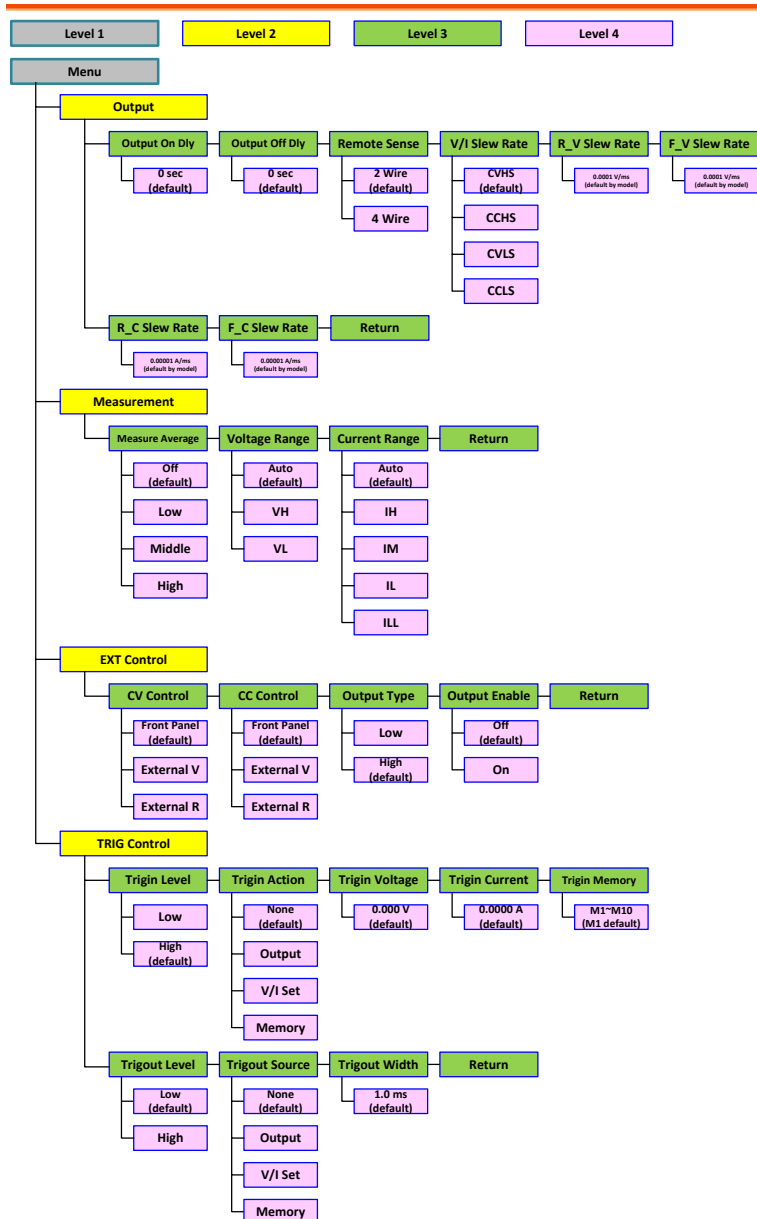 Level 1
Level 2
Level 3
Level 4
Menu
Output
Output On Dly
Output Off Dly
Remote Sense
V/I Slew Rate
R_V Slew Rate
F_V Slew Rate
0 sec
(default)
0 sec
(default)
2 Wire
(default)
CVHS
(default)
0.0001 V/ms
(default by model)
0.0001 V/ms
(default by model)
4 Wire
CCHS
CVLS
CCLS
R_C Slew Rate
F_C Slew Rate
Return
0.00001 A/ms
(default by model)
0.00001 A/ms
(default by model)
Measurement
Measure Average
Voltage Range
Current Range
Return
Off
(default)
Auto
(default)
Auto
(default)
Low
VH
IH
Middle
VL
IM
High
IL
ILL
EXT Control
CV Control
CC Control
Output Type
Output Enable
Return
Front Panel
(default)
Front Panel
(default)
Low
Off
(default)
External V
External V
High
(default)
On
External R
External R
TRIG Control
Trigin Level
Trigin Action
Trigin Voltage
Trigin Current
Trigin Memory
Low
None
(default)
0.000 V
(default)
0.0000 A
(default)
M1~M10
(M1 default)
High
(default)
Output
V/I Set
Memory
Trigout Level
Trigout Source
Trigout Width
Return
Low
(default)
None
(default)
1.0 ms
(default)
High
Output
V/I Set
Memory